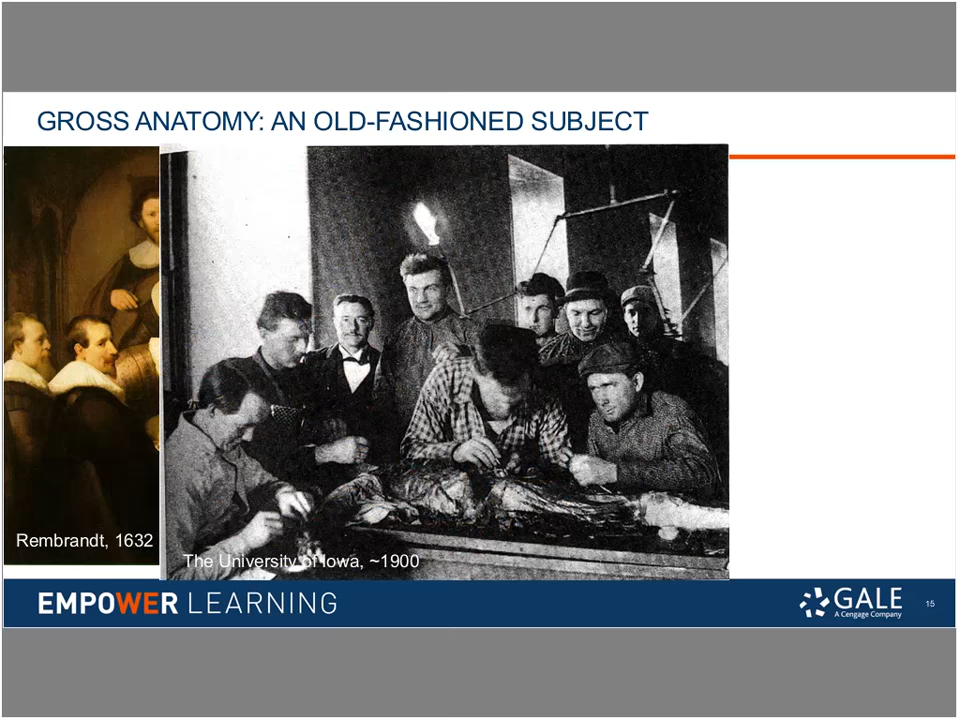 GROSS ANATOMY: AN OLD-FASHIONED SUBJECT
Rembrandt, 1632
The University of Iowa, ~1900
EMPOWER LEARNING
GALE
A Cengage Company
15